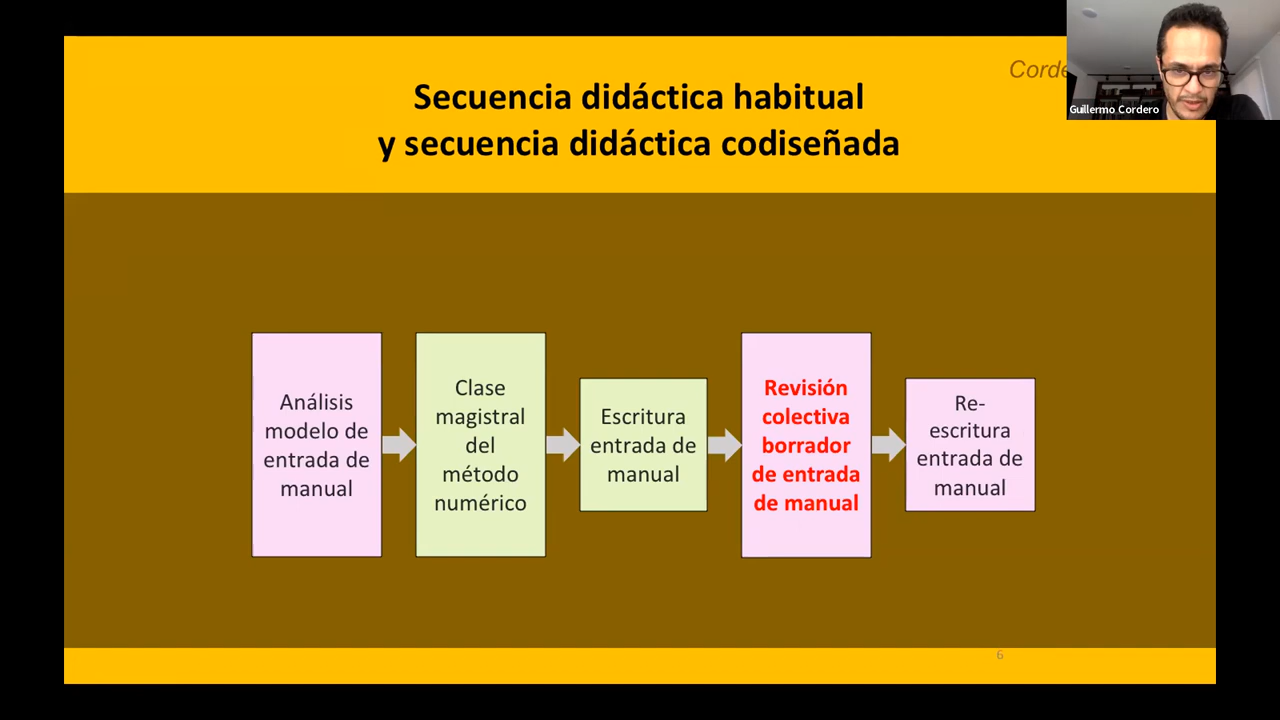 Secuencia didáctica habitual
y secuencia didáctica codiseñada
Guillermo Cordero
Análisis
modelo de
entrada de
manual
Clase
magistral
del
método
numérico
Escritura
entrada de
manual
Revisión
colectiva
borrador
de entrada
de manual
Re-
escritura
entrada de
manual
6